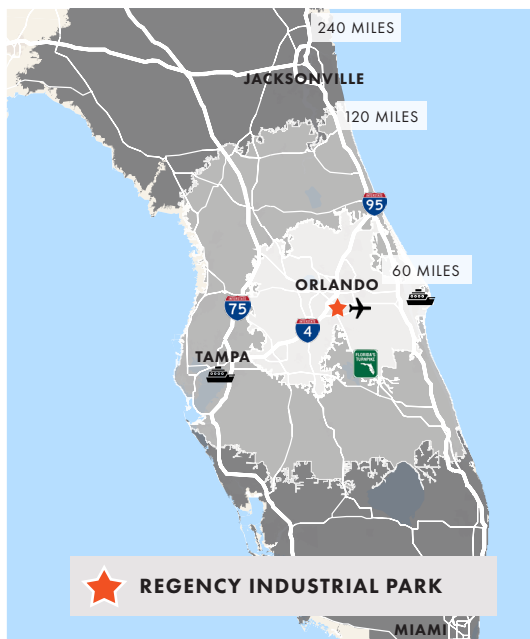 240 MILES
JACKSONVILLE
120 MILES
95
60 MILES
ORLANDO
75
4
TAMPA
FLORIDA'S
TURNPIKE
REGENCY INDUSTRIAL PARK
MIAMI